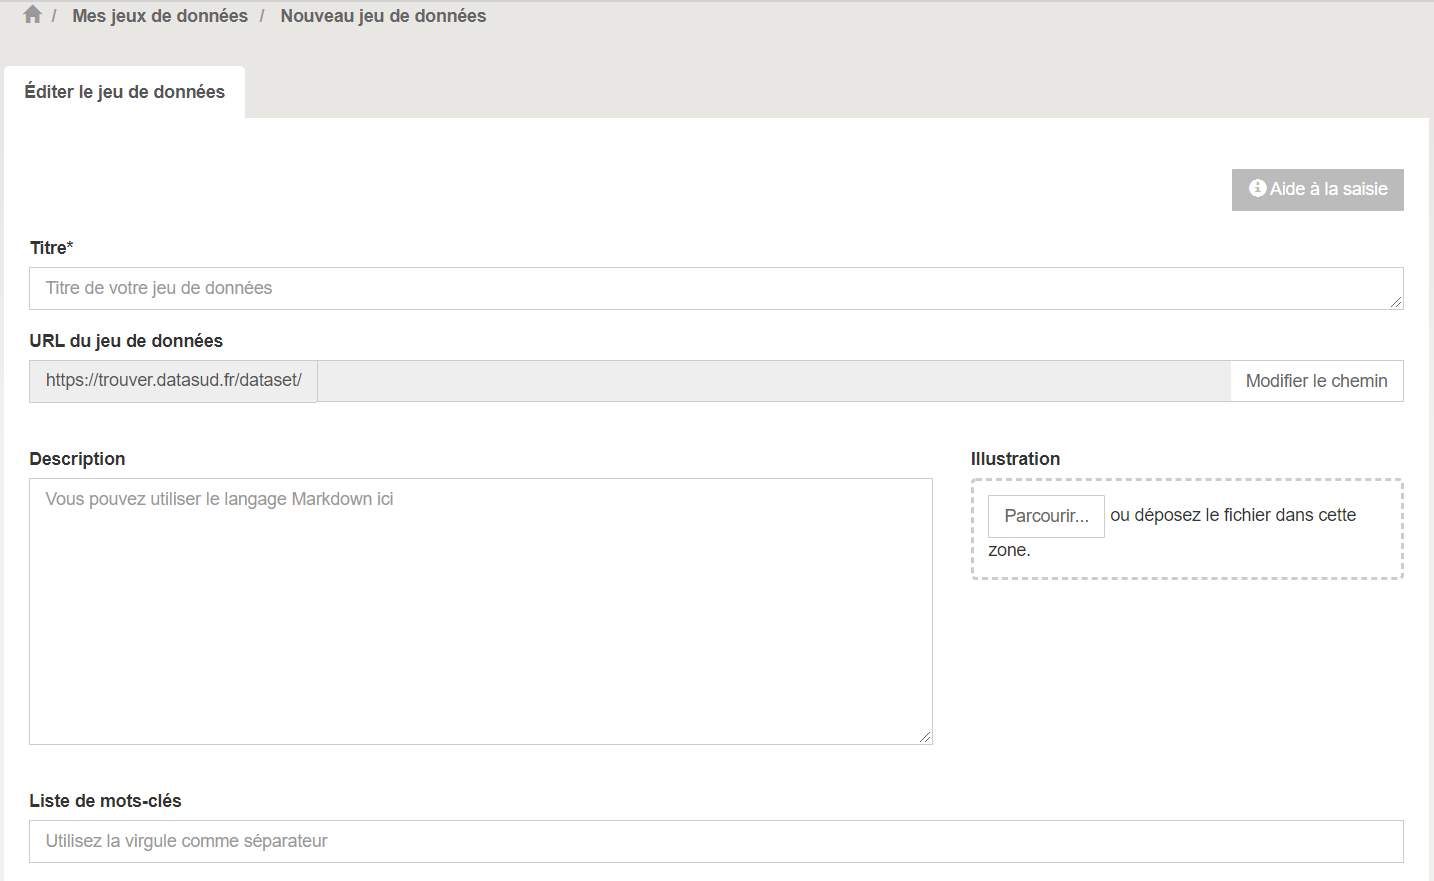 / Mes jeux de données / Nouveau jeu de données
Éditer le jeu de données
Aide à la saisie
Titre*
Titre de votre jeu de données
URL du jeu de données
https://trouver.datasud.fr/dataset/ Modifier le chemin
Description
Vous pouvez utiliser le langage Markdown ici
Illustration
Parcourir... ou déposez le fichier dans cette
zone.
Liste de mots-clés
Utilisez la virgule comme séparateur